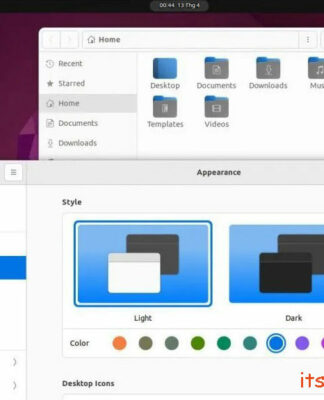 00:44 13 Thg 4
Home
Recent
Starred
Home
Documents
Downloads
Desktop
Documents
Downloads
Mus
Templates
Videos
Appearance
Style
Light
Dark
Color
Desktop Icons
its